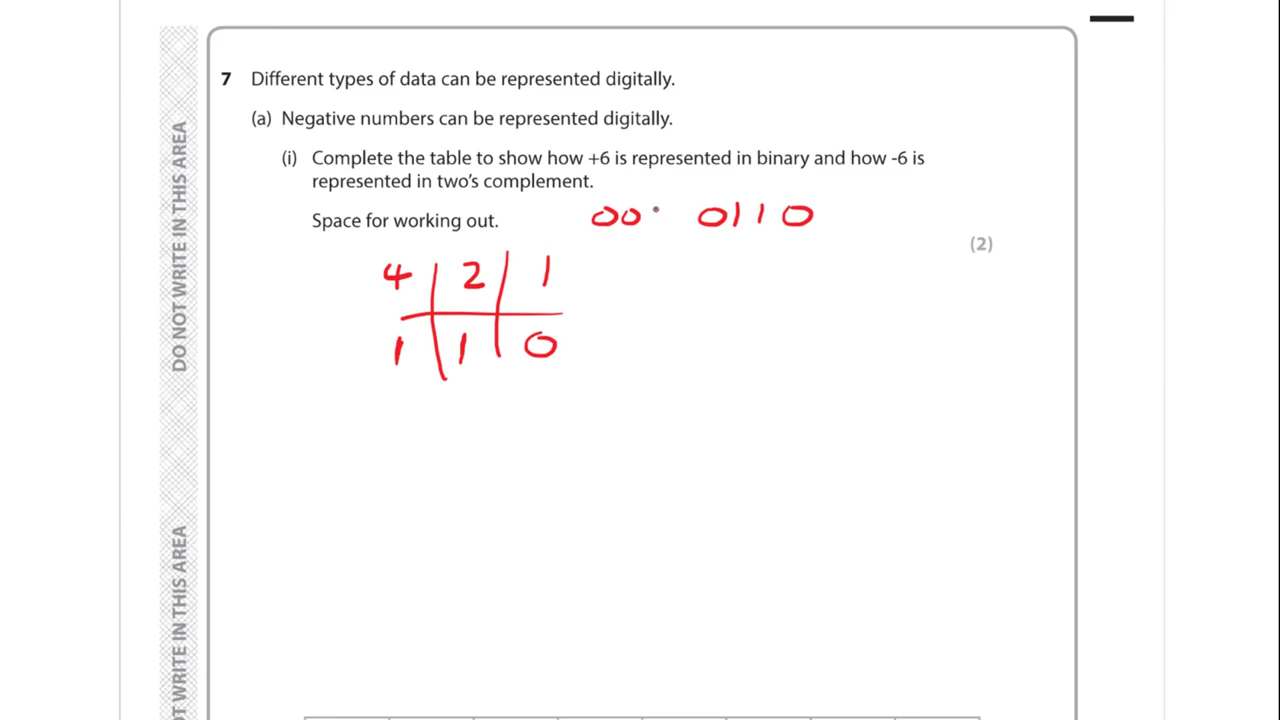 7 Different types of data can be represented digitally.
(a) Negative numbers can be represented digitally.
(i) Complete the table to show how +6 is represented in binary and how -6 is
represented in two's complement.
Space for working out.
00 0110
(2)
4 2 1
1 1 0
DO NOT WRITE IN THIS AREA
OT WRITE IN THIS AREA